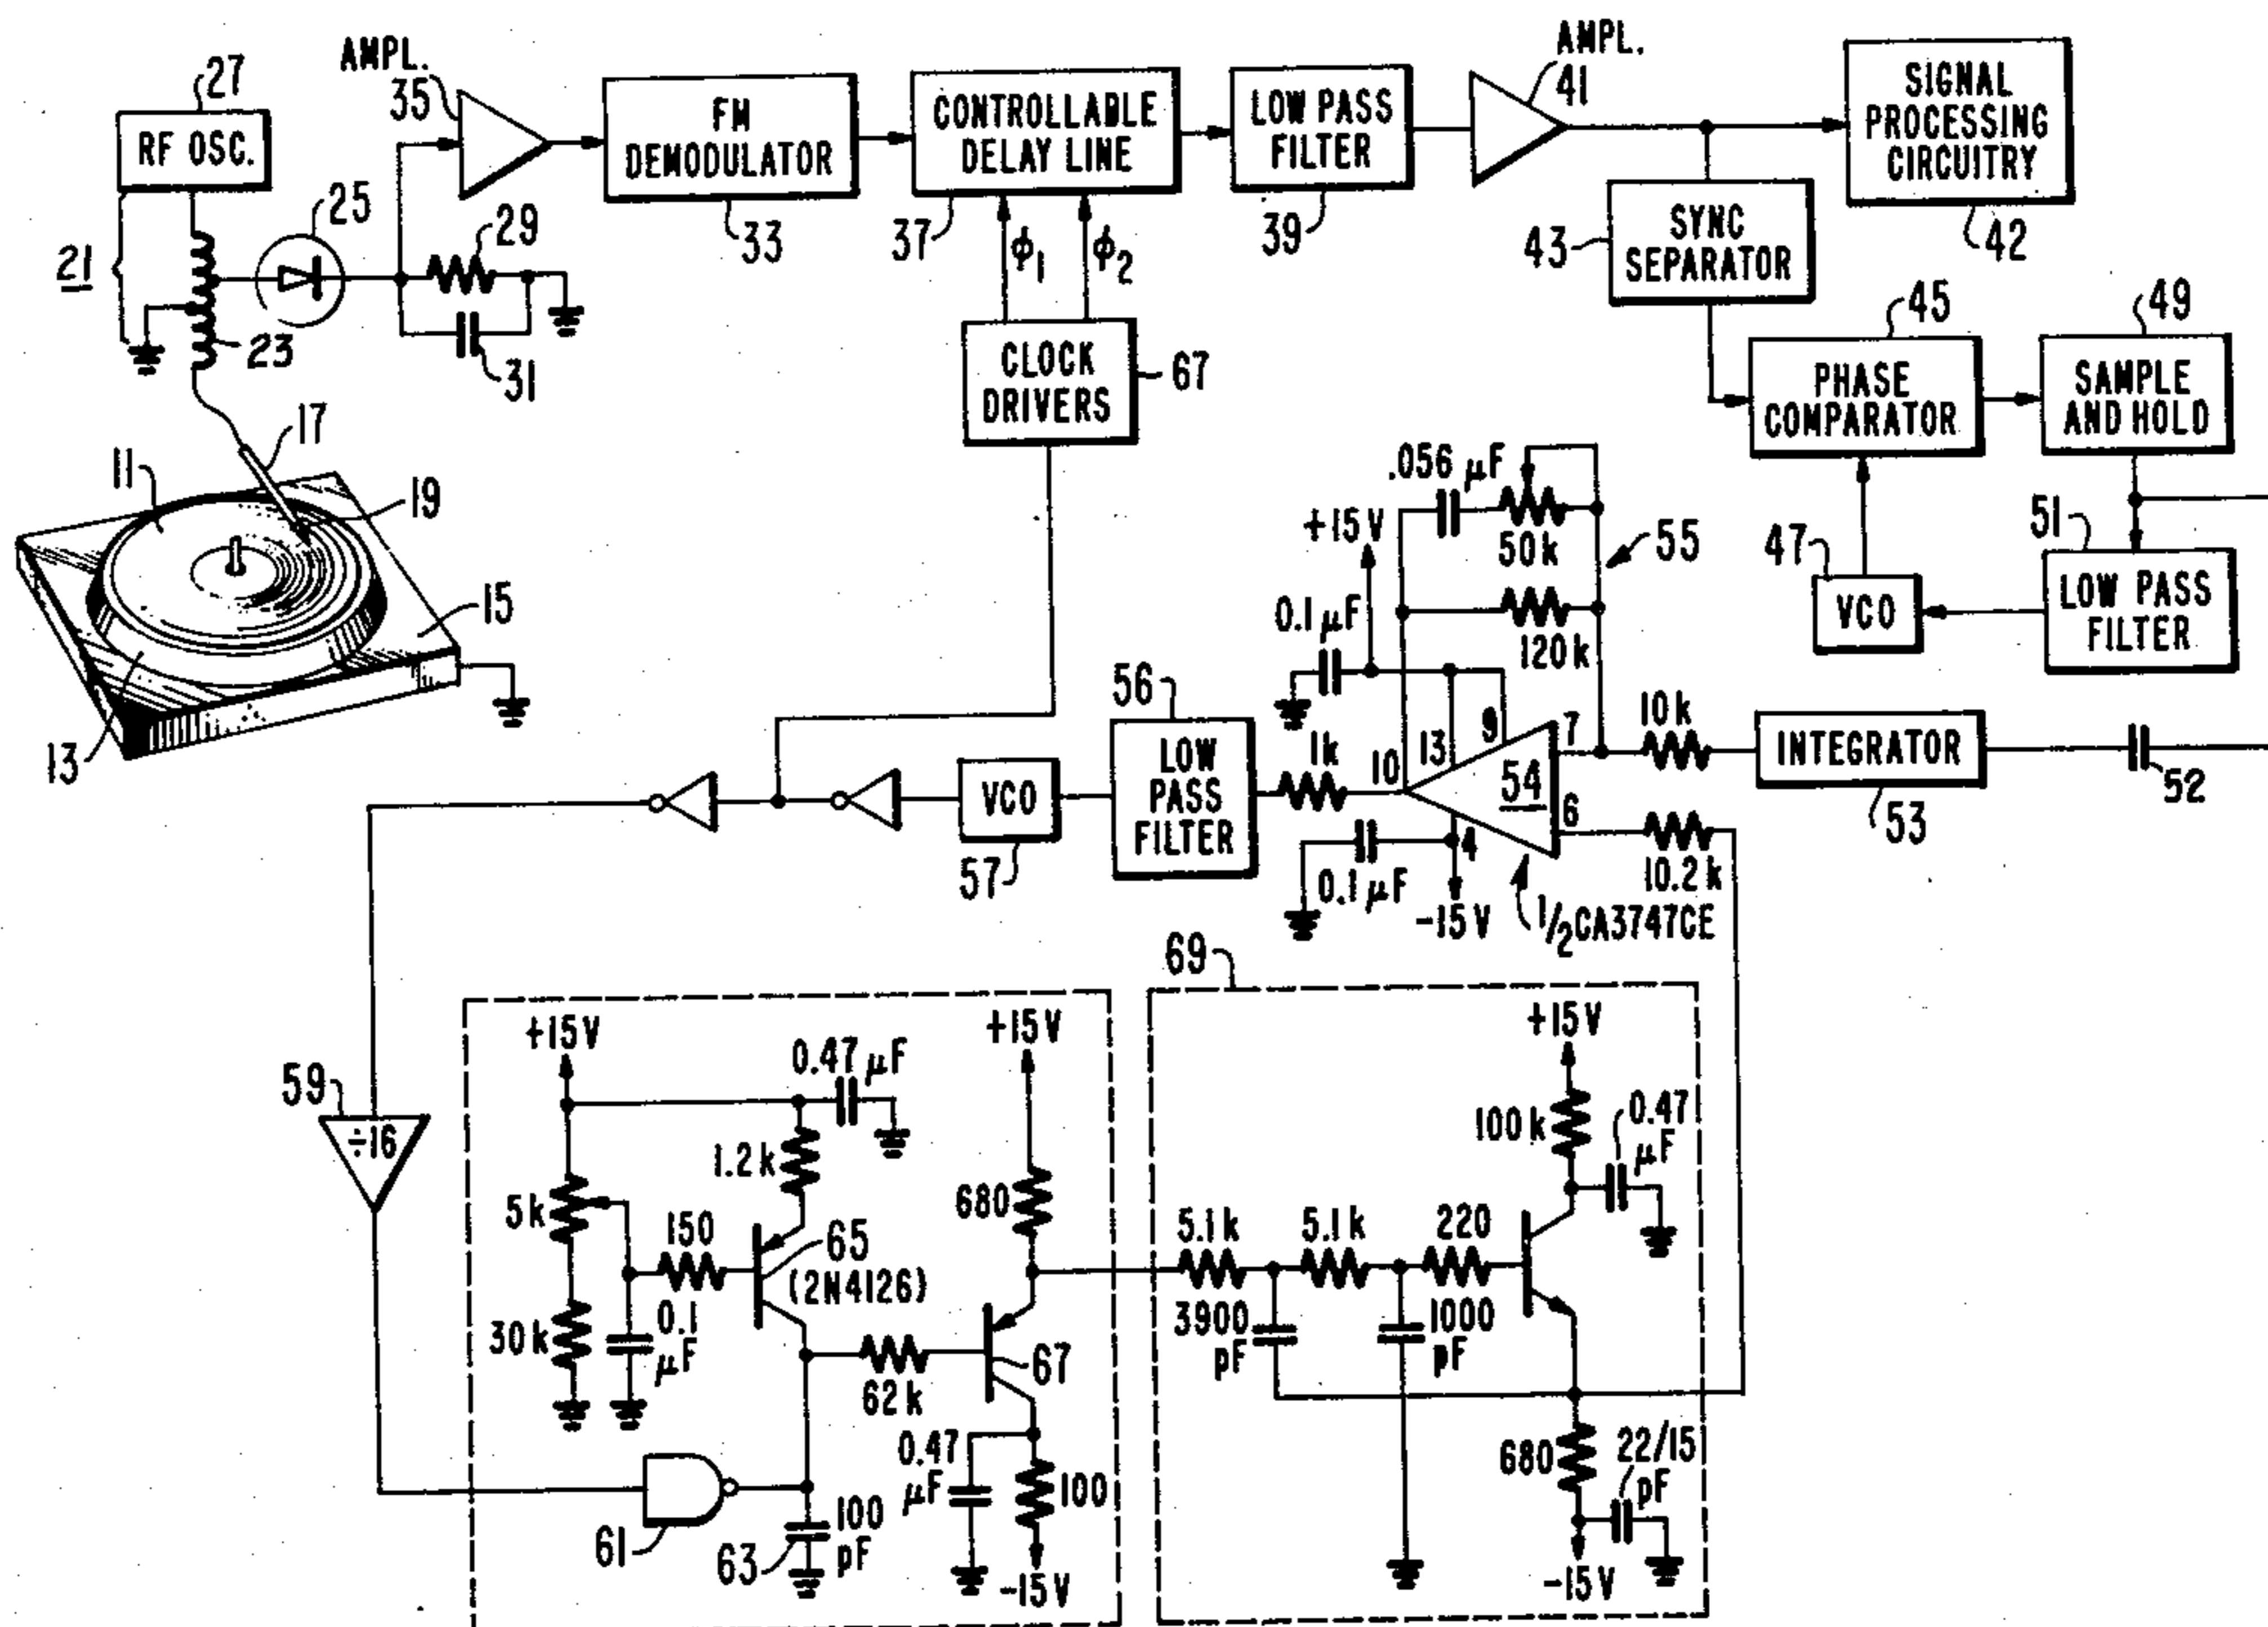 AMPL.
35
27
RF OSC.
FM
DEMODULATOR
33
CONTROLLABLE
DELAY LINE
37
ϕ1
ϕ2
LOW PASS
FILTER
39
AMPL.
41
SIGNAL
PROCESSING
CIRCUITRY
42
25
29
21
23
31
SYNC
SEPARATOR
43
CLOCK
DRIVERS
67
45
PHASE
COMPARATOR
49
SAMPLE
AND HOLD
17
11
19
15
13
.056 μF
+15V
50k
55
0.1 μF
120k
47
VCO
51
LOW PASS
FILTER
56
LOW
PASS
FILTER
1k
10
13
9
7
54
6
4
10k
INTEGRATOR
53
52
VCO
57
0.1 μF
-15V
1/2CA3747CE
10.2k
69
59
÷16
+15V
0.47 μF
+15V
1.2k
5k
150
65
(2N4126)
680
30k
0.1
μF
62k
67
0.47
μF
100
-15V
61
63
100
pF
+15V
100k
0.47
μF
5.1k
5.1k
220
3900
pF
1000
pF
680
22/15
pF
-15V